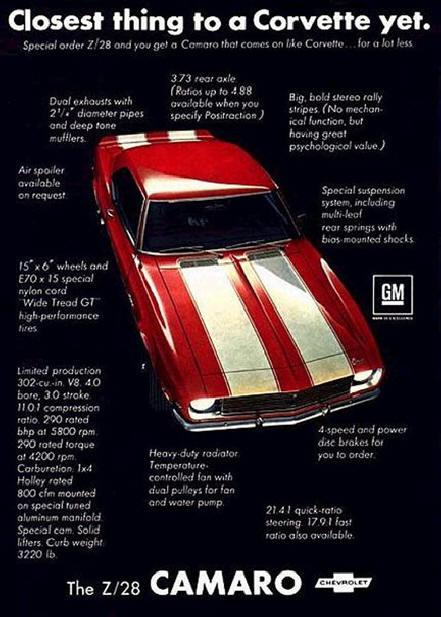 Closest thing to a Corvette yet.
Special order Z/28 and you get a Camaro that comes on like Corvette...for a lot less.
3.73 rear axle
(Ratios up to 4.88
available when you
specify Positraction.)
Dual exhausts with
2¼" diameter pipes
and deep tone
mufflers.
Big, bold stereo rally
stripes. (No mechan-
ical function, but
having great
psychological value.)
Air spoiler
available
on request.
Special suspension
system, including
multi-leaf
rear springs with
bias-mounted shocks.
15" x 6" wheels and
E70 x 15 special
nylon cord
"Wide Tread GT"
high-performance
tires.
GM
MARK OF EXCELLENCE
Limited production
302-cu.-in. V8. 4.0
bore, 3.0 stroke.
11.0:1 compression
ratio. 290 rated
bhp at 5800 rpm.
290 rated torque
at 4200 rpm.
Carburetion: 1x4
Holley rated
800 cfm mounted
on special tuned
aluminum manifold.
Special cam. Solid
lifters. Curb weight:
3220 lb.
4-speed and power
disc brakes for
you to order.
Heavy-duty radiator.
Temperature-
controlled fan with
dual pulleys for fan
and water pump.
21.4:1 quick-ratio
steering. 17.9:1 fast
ratio also available.
The Z/28 CAMARO CHEVROLET